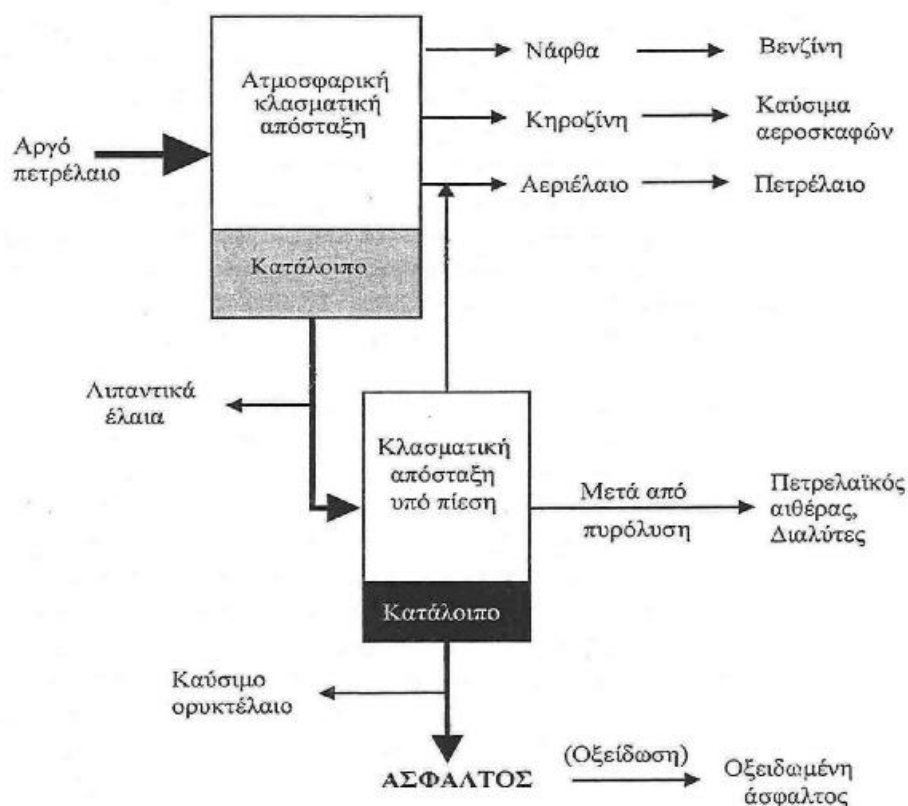 Ατμοσφαρική
κλασματική
απόσταξη
Νάφθα
Βενζίνη
Κηροζίνη
Καύσιμα
αεροσκαφών
Αργό
πετρέλαιο
Αεριέλαιο
Πετρέλαιο
Κατάλοιπο
Λιπαντικά
έλαια
Κλασματική
απόσταξη
υπό πίεση
Μετά από
πυρόλυση
Πετρελαϊκός
αιθέρας,
Διαλύτες
Κατάλοιπο
Καύσιμο
ορυκτέλαιο
ΑΣΦΑΛΤΟΣ
(Οξείδωση)
Οξειδωμένη
άσφαλτος